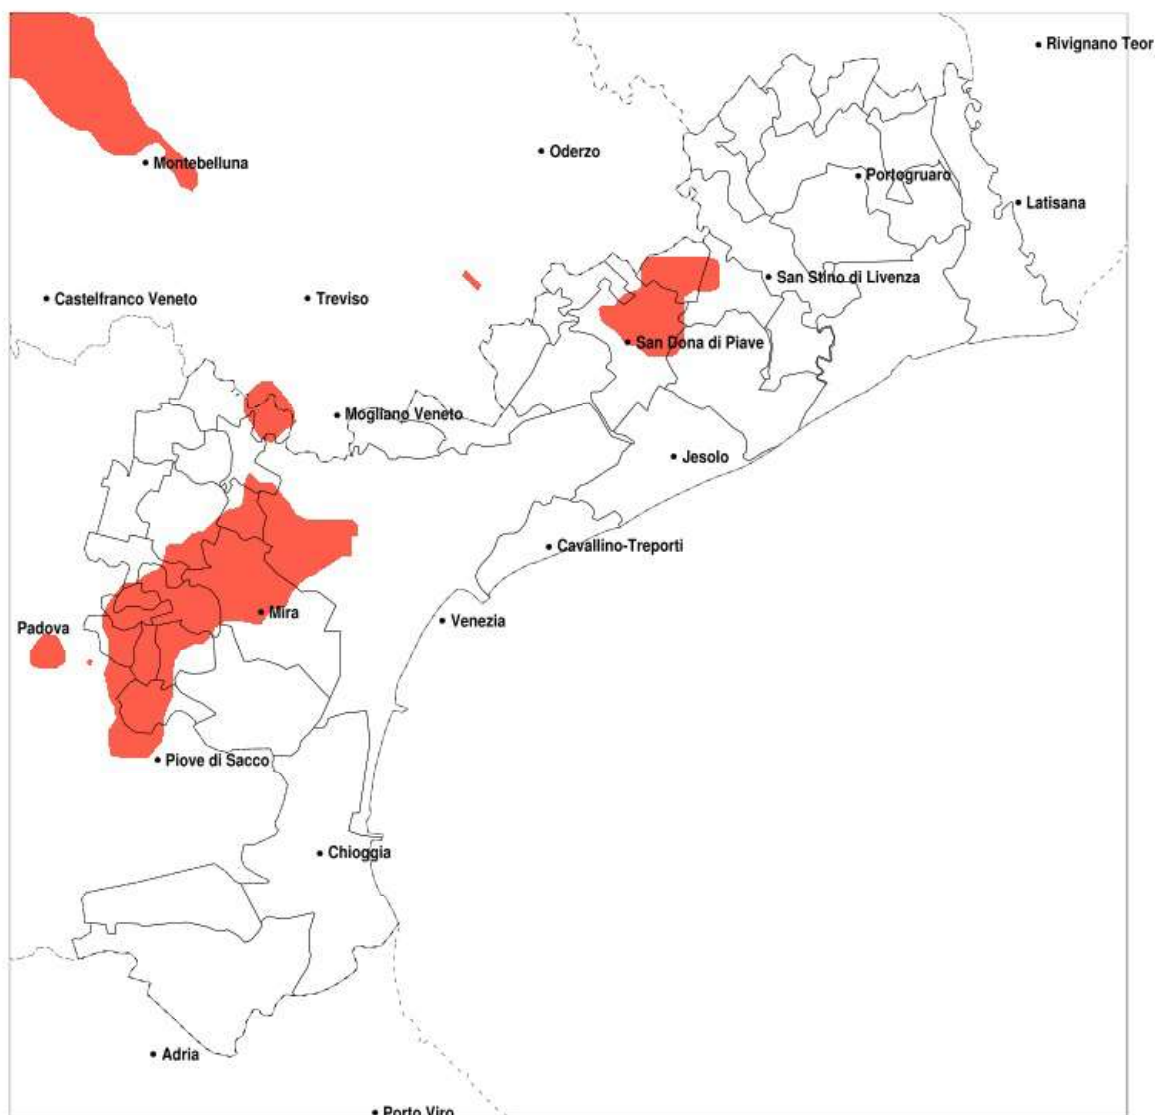 Rivignano Teor
Oderzo
Montebelluna
Portogruaro
Latisana
San Stino di Livenza
Castelfranco Veneto
Treviso
San Dona di Piave
Mogliano Veneto
Jesolo
Cavallino-Treporti
Mira
Venezia
Padova
Piove di Sacco
Chioggia
Adria
Porto Viro